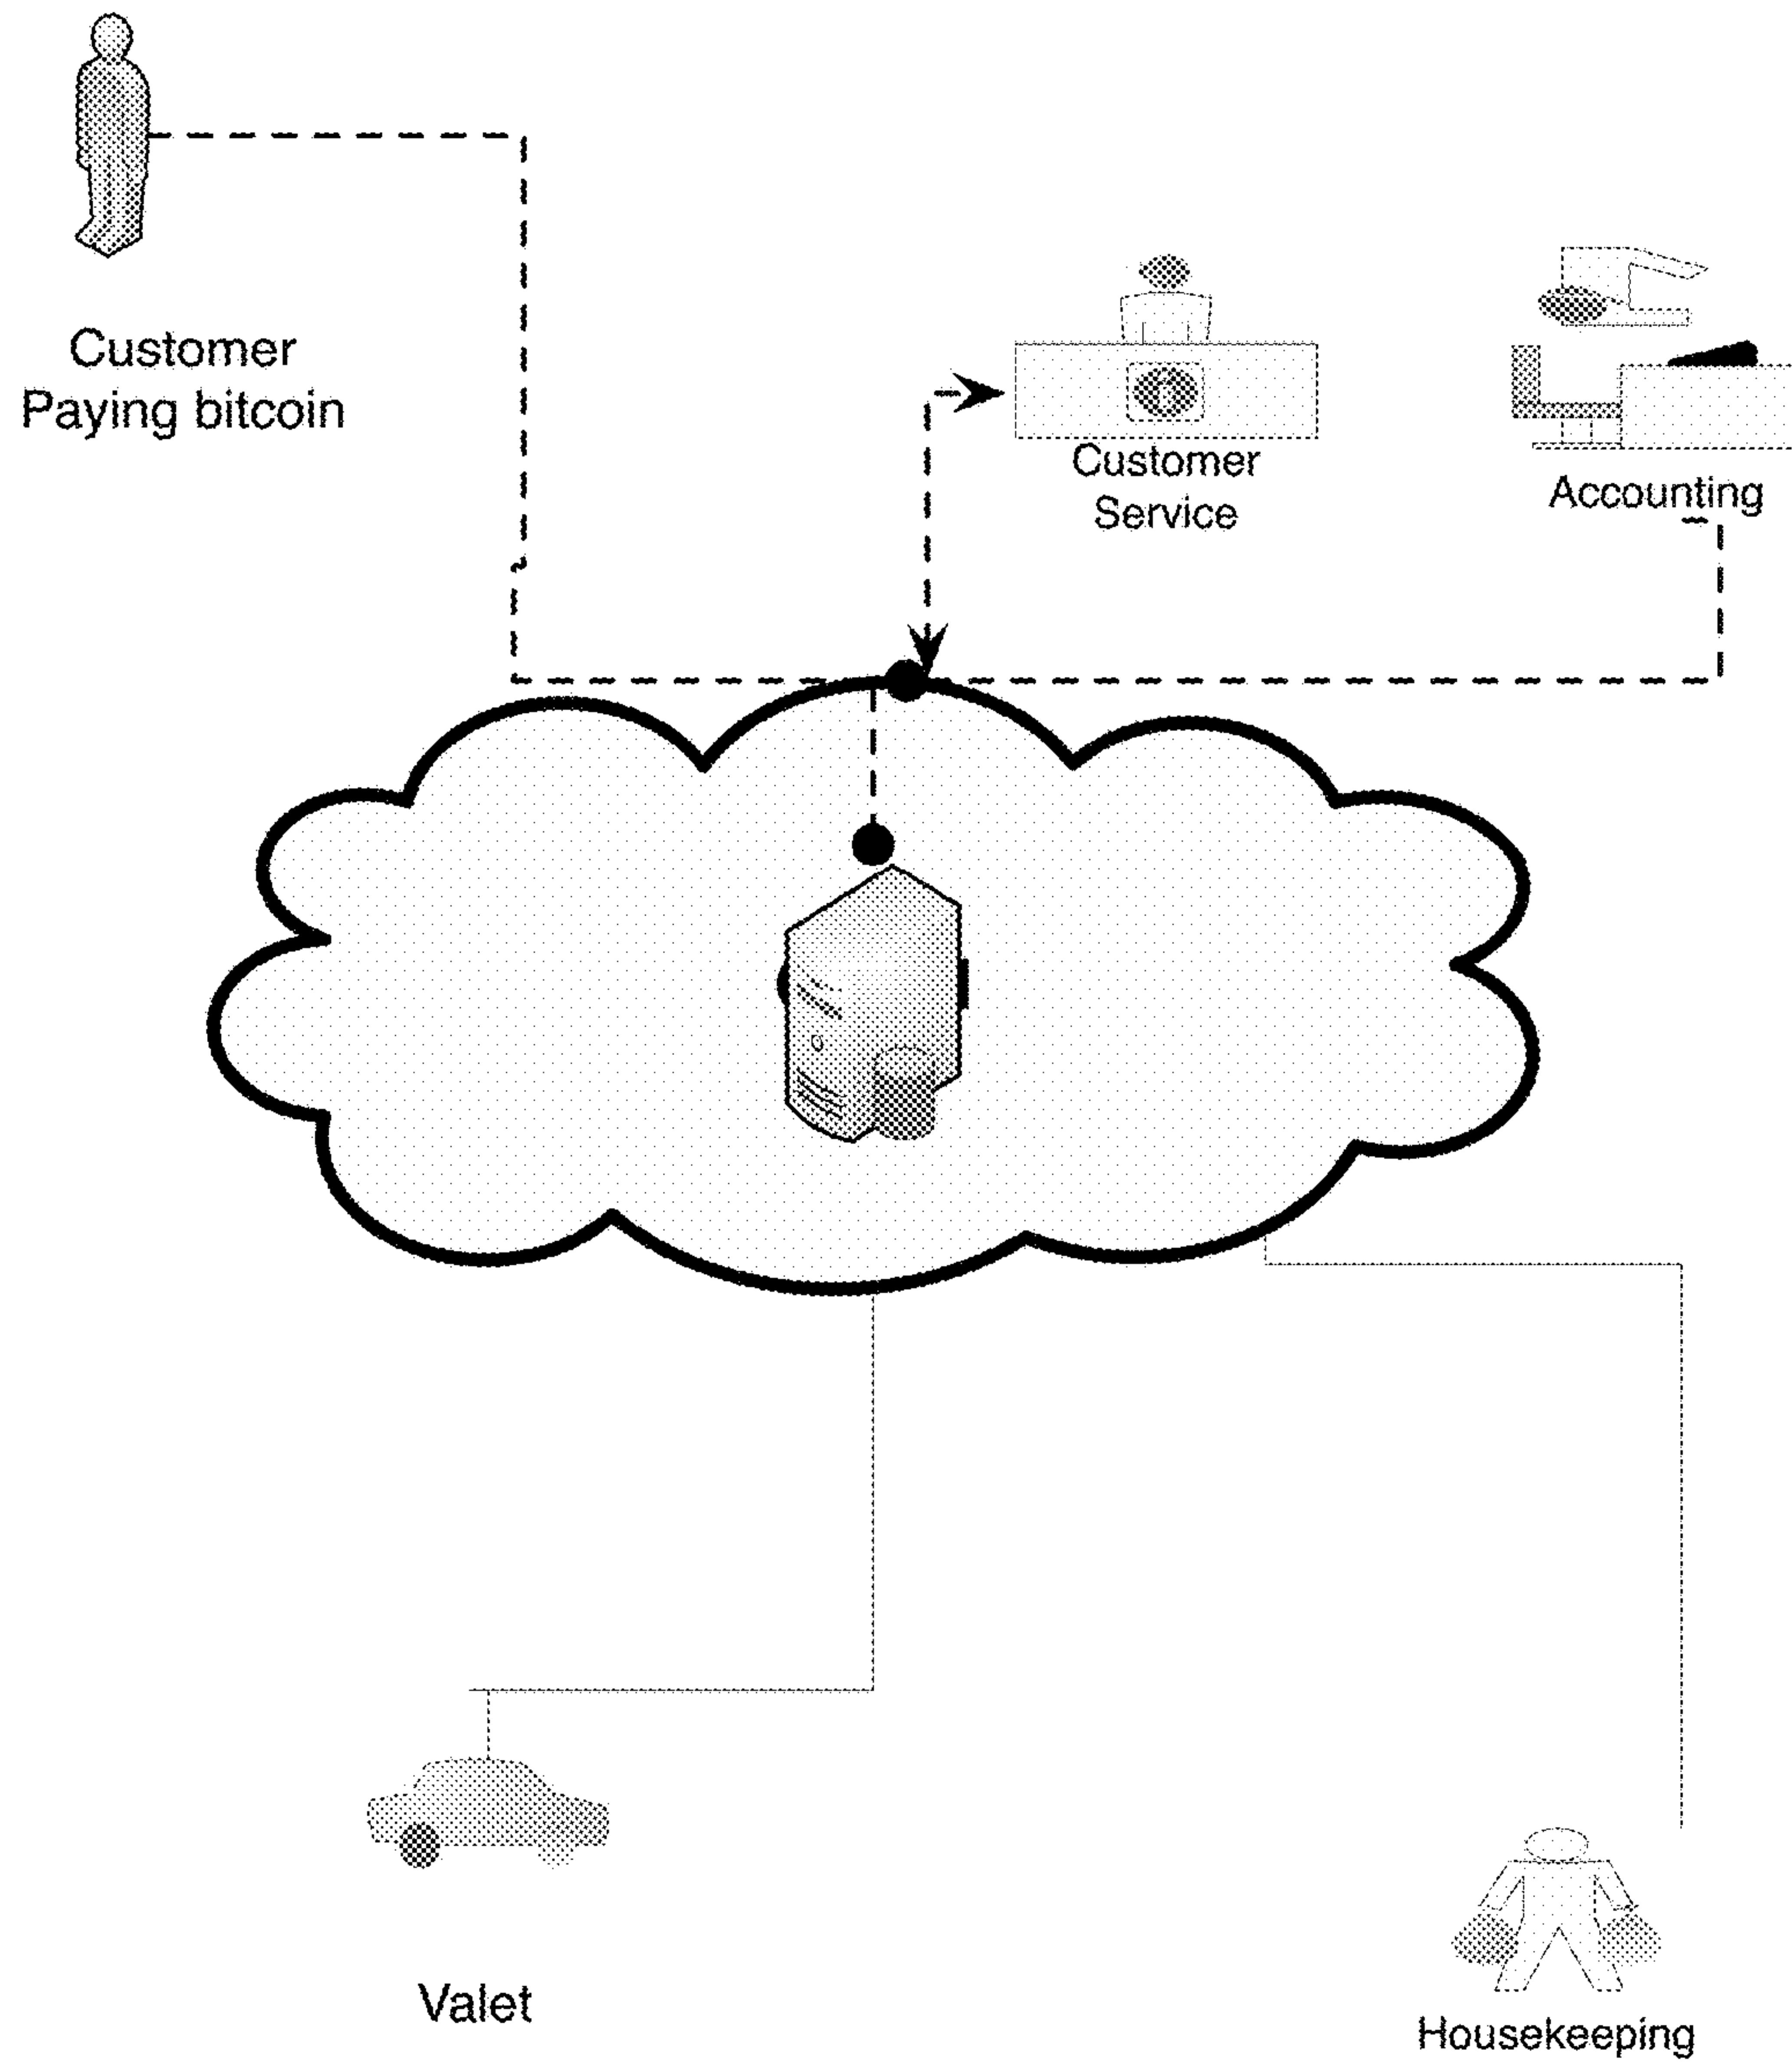 Customer
Paying bitcoin
Customer
Service
Accounting
Valet
Housekeeping